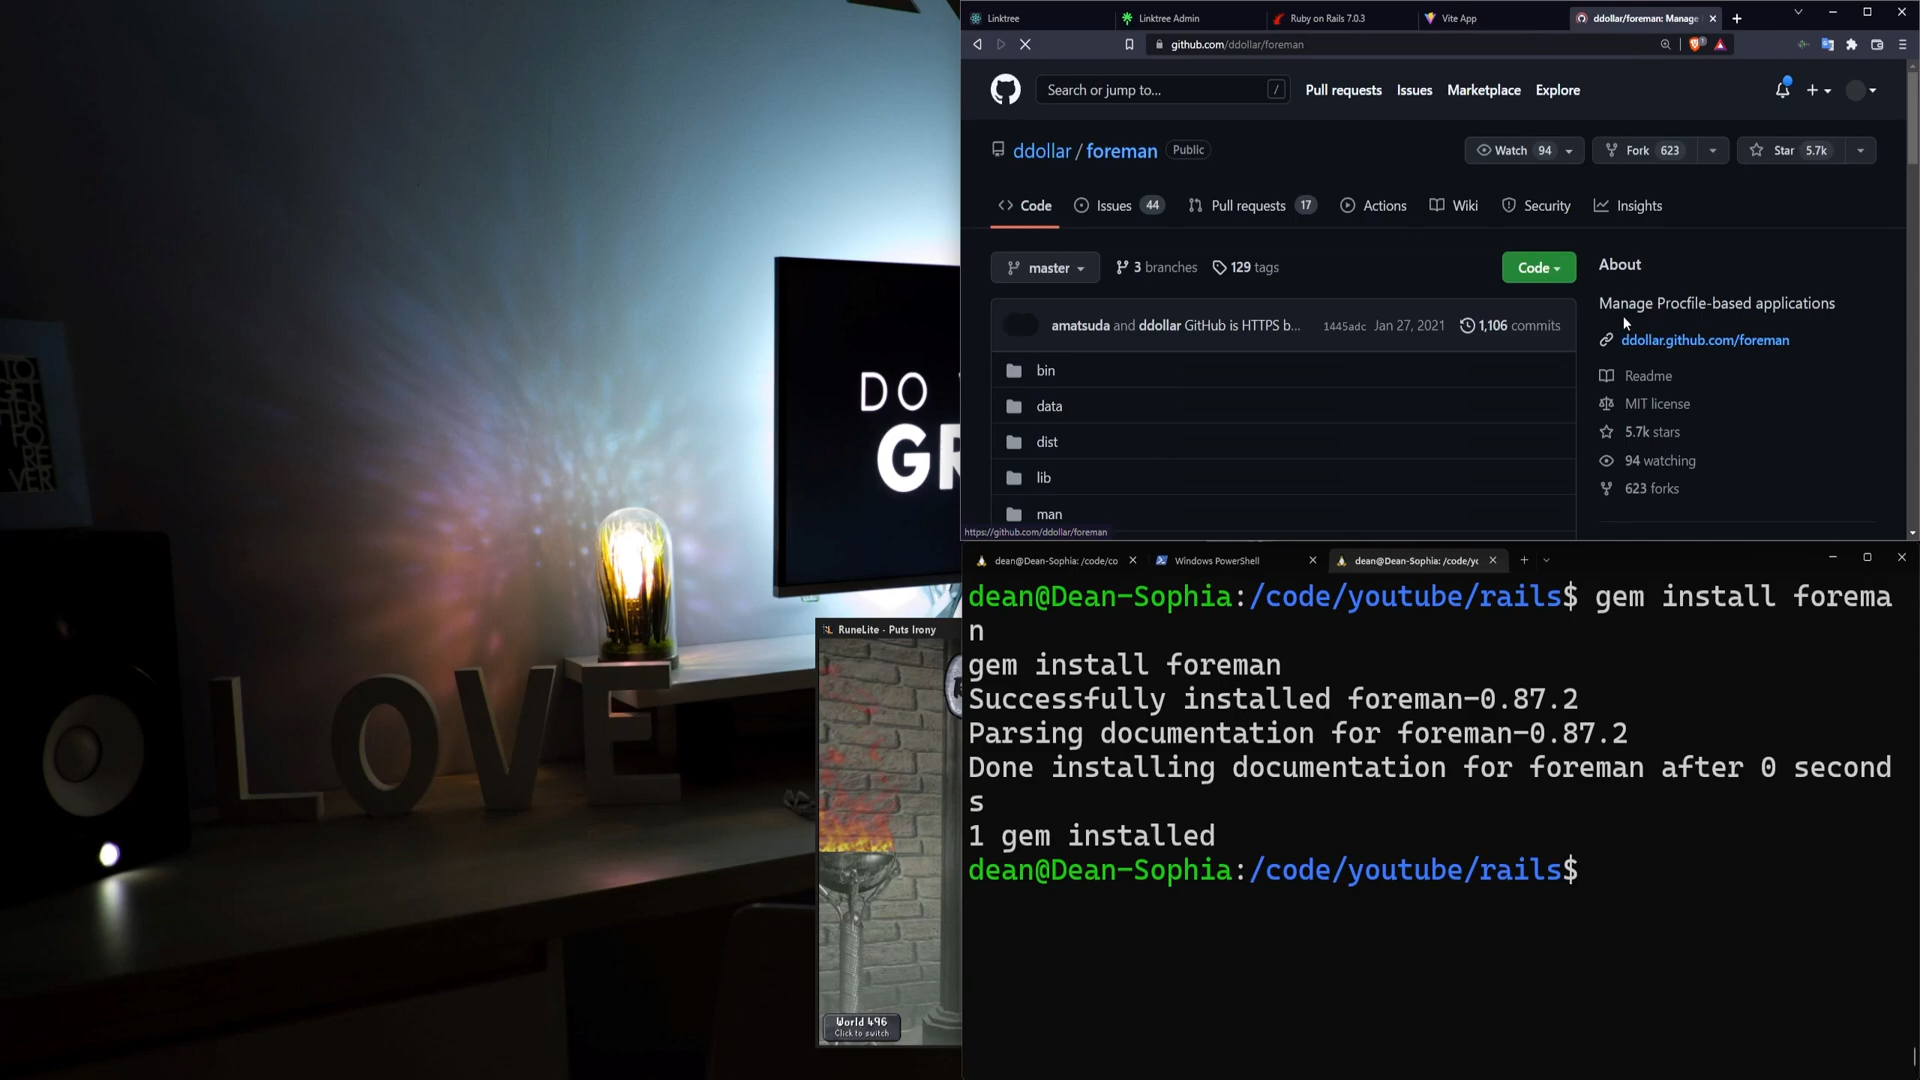 Linktree
Linktree Admin
Ruby on Rails 7.0.3
Vite App
ddollar/foreman: Manage
github.com/ddollar/foreman
Search or jump to...
/
Pull requests
Issues
Marketplace
Explore
ddollar / foreman
Public
Watch 94
Fork 623
Star 5.7k
Code
Issues 44
Pull requests 17
Actions
Wiki
Security
Insights
master
3 branches
129 tags
Code
About
Manage Procfile-based applications
ddollar.github.com/foreman
Readme
MIT license
5.7k stars
94 watching
623 forks
amatsuda and ddollar GitHub is HTTPS b...
1445adc Jan 27, 2021
1,106 commits
bin
data
dist
lib
man
https://github.com/ddollar/foreman
dean@Dean-Sophia: /code/co
Windows PowerShell
dean@Dean-Sophia: /code/yc
dean@Dean-Sophia:/code/youtube/rails$ gem install forema
n
gem install foreman
Successfully installed foreman-0.87.2
Parsing documentation for foreman-0.87.2
Done installing documentation for foreman after 0 second
s
1 gem installed
dean@Dean-Sophia:/code/youtube/rails$
RuneLite - Puts Irony
World 496
Click to switch
DO
GR
LOVE
TO
GET
HER
FO
RE
VER